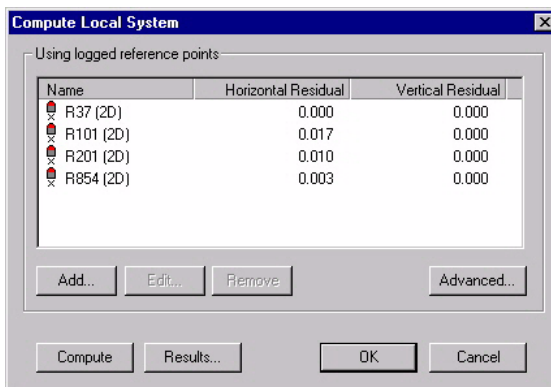 Compute Local System
Using logged reference points
Name Horizontal Residual Vertical Residual
R37 (2D) 0.000 0.000
R101 (2D) 0.017 0.000
R201 (2D) 0.010 0.000
R854 (2D) 0.003 0.000
Add... Edit... Remove Advanced...
Compute Results... OK Cancel